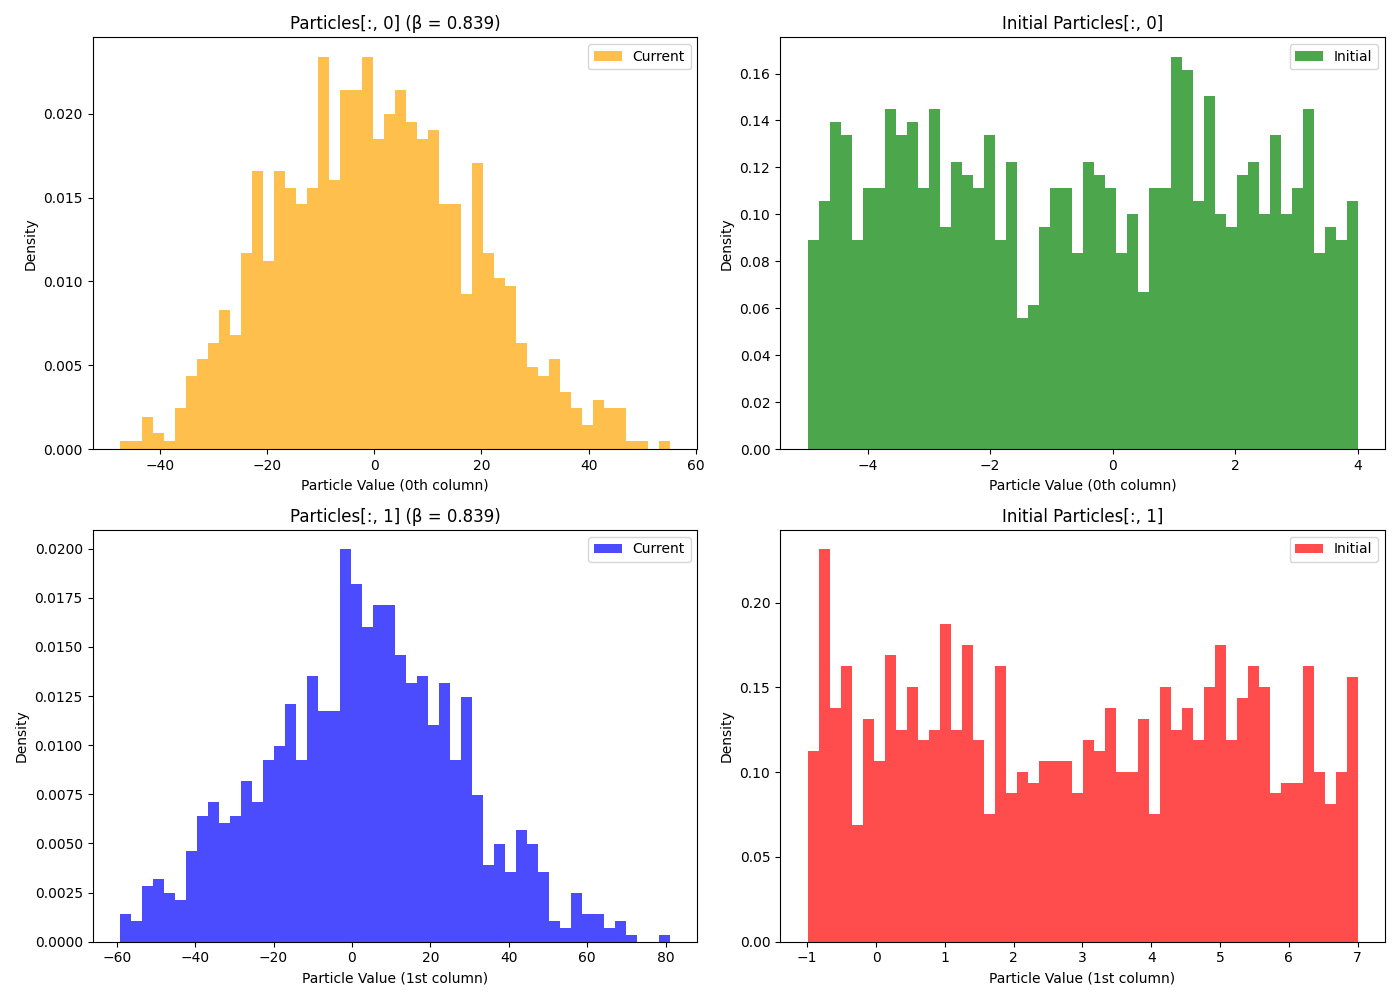 Particles[:, 0] (β = 0.839)
Current
Density
0.020
0.015
0.010
0.005
0.000
−40 −20 0 20 40 60
Particle Value (0th column)
Initial Particles[:, 0]
Initial
Density
0.16
0.14
0.12
0.10
0.08
0.06
0.04
0.02
0.00
−4 −2 0 2 4
Particle Value (0th column)
Particles[:, 1] (β = 0.839)
Current
Density
0.0200
0.0175
0.0150
0.0125
0.0100
0.0075
0.0050
0.0025
0.0000
−60 −40 −20 0 20 40 60 80
Particle Value (1st column)
Initial Particles[:, 1]
Initial
Density
0.20
0.15
0.10
0.05
0.00
−1 0 1 2 3 4 5 6 7
Particle Value (1st column)